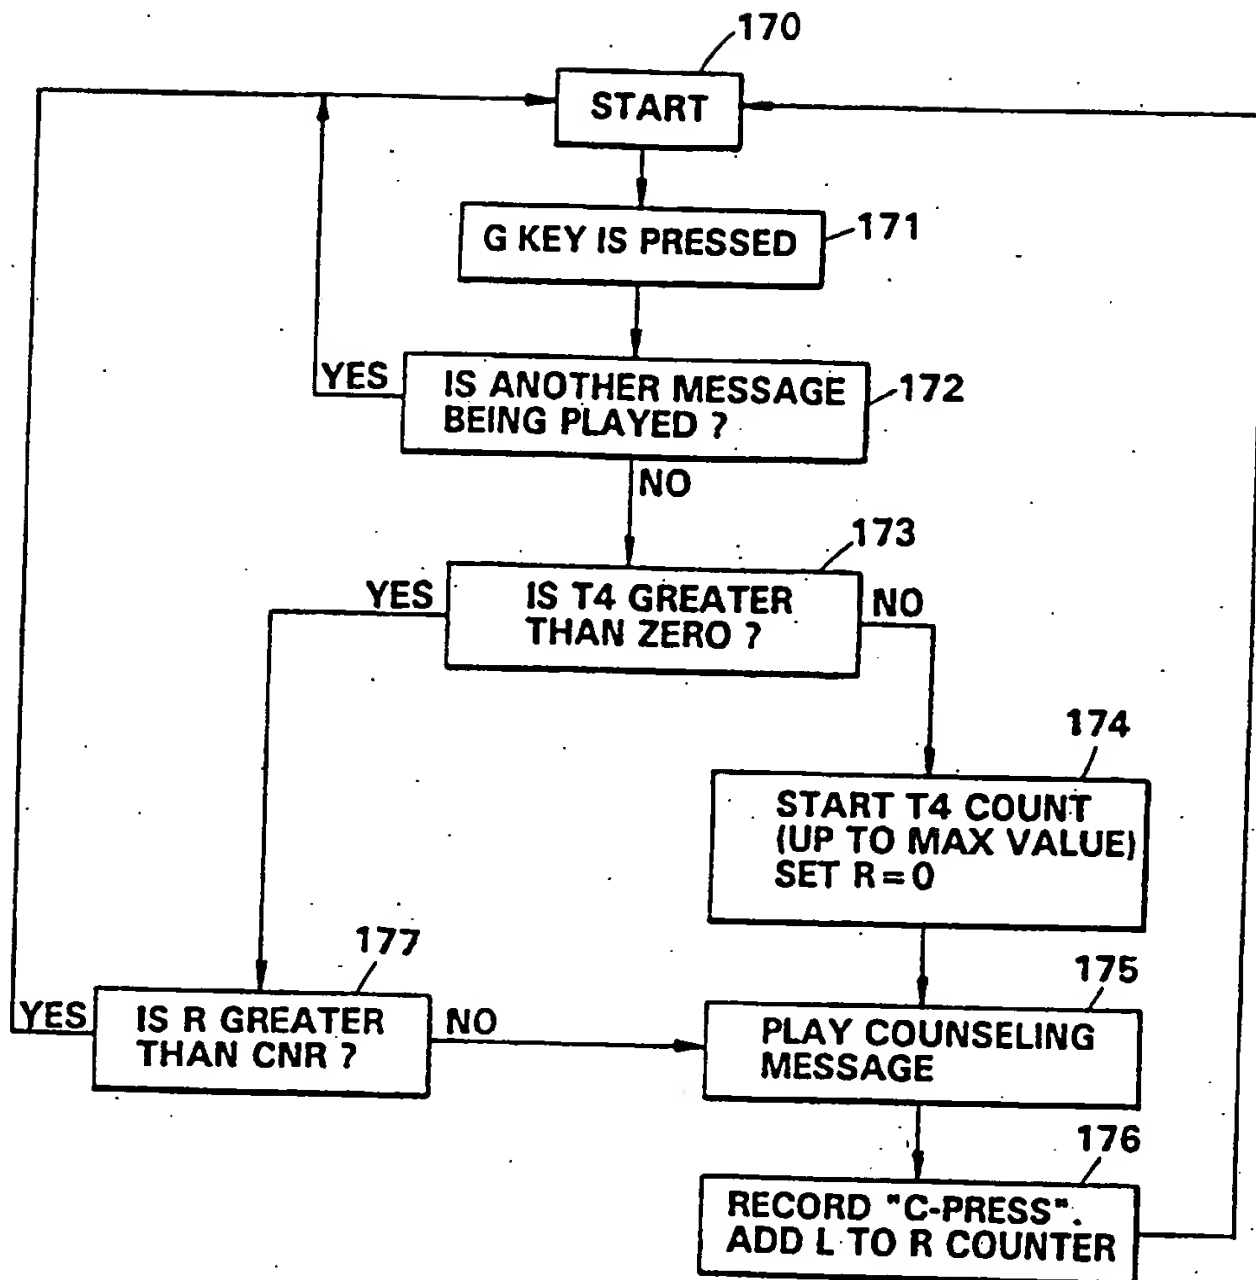 170
START
G KEY IS PRESSED
171
YES
IS ANOTHER MESSAGE
BEING PLAYED ?
172
NO
173
YES
IS T4 GREATER
THAN ZERO ?
NO
174
START T4 COUNT
(UP TO MAX VALUE)
SET R=0
177
175
YES
IS R GREATER
THAN CNR ?
NO
PLAY COUNSELING
MESSAGE
176
RECORD "C-PRESS".
ADD L TO R COUNTER